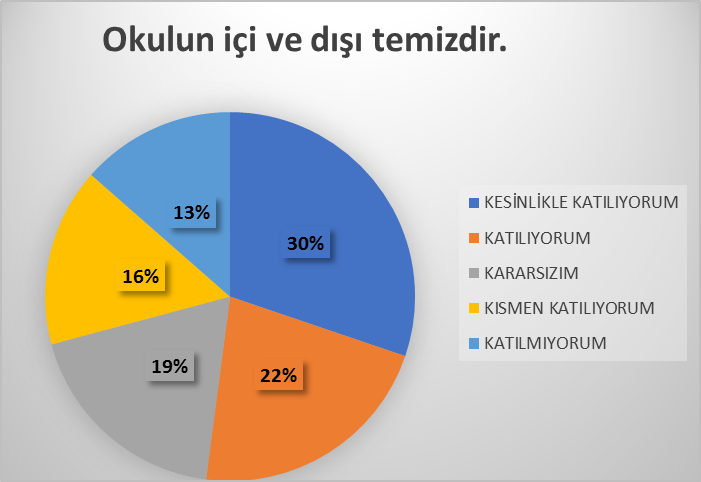 Okulun içi ve dışı temizdir.
30%
22%
19%
16%
13%
KESİNLİKLE KATILIYORUM
KATILIYORUM
KARARSIZIM
KISMEN KATILIYORUM
KATILMIYORUM